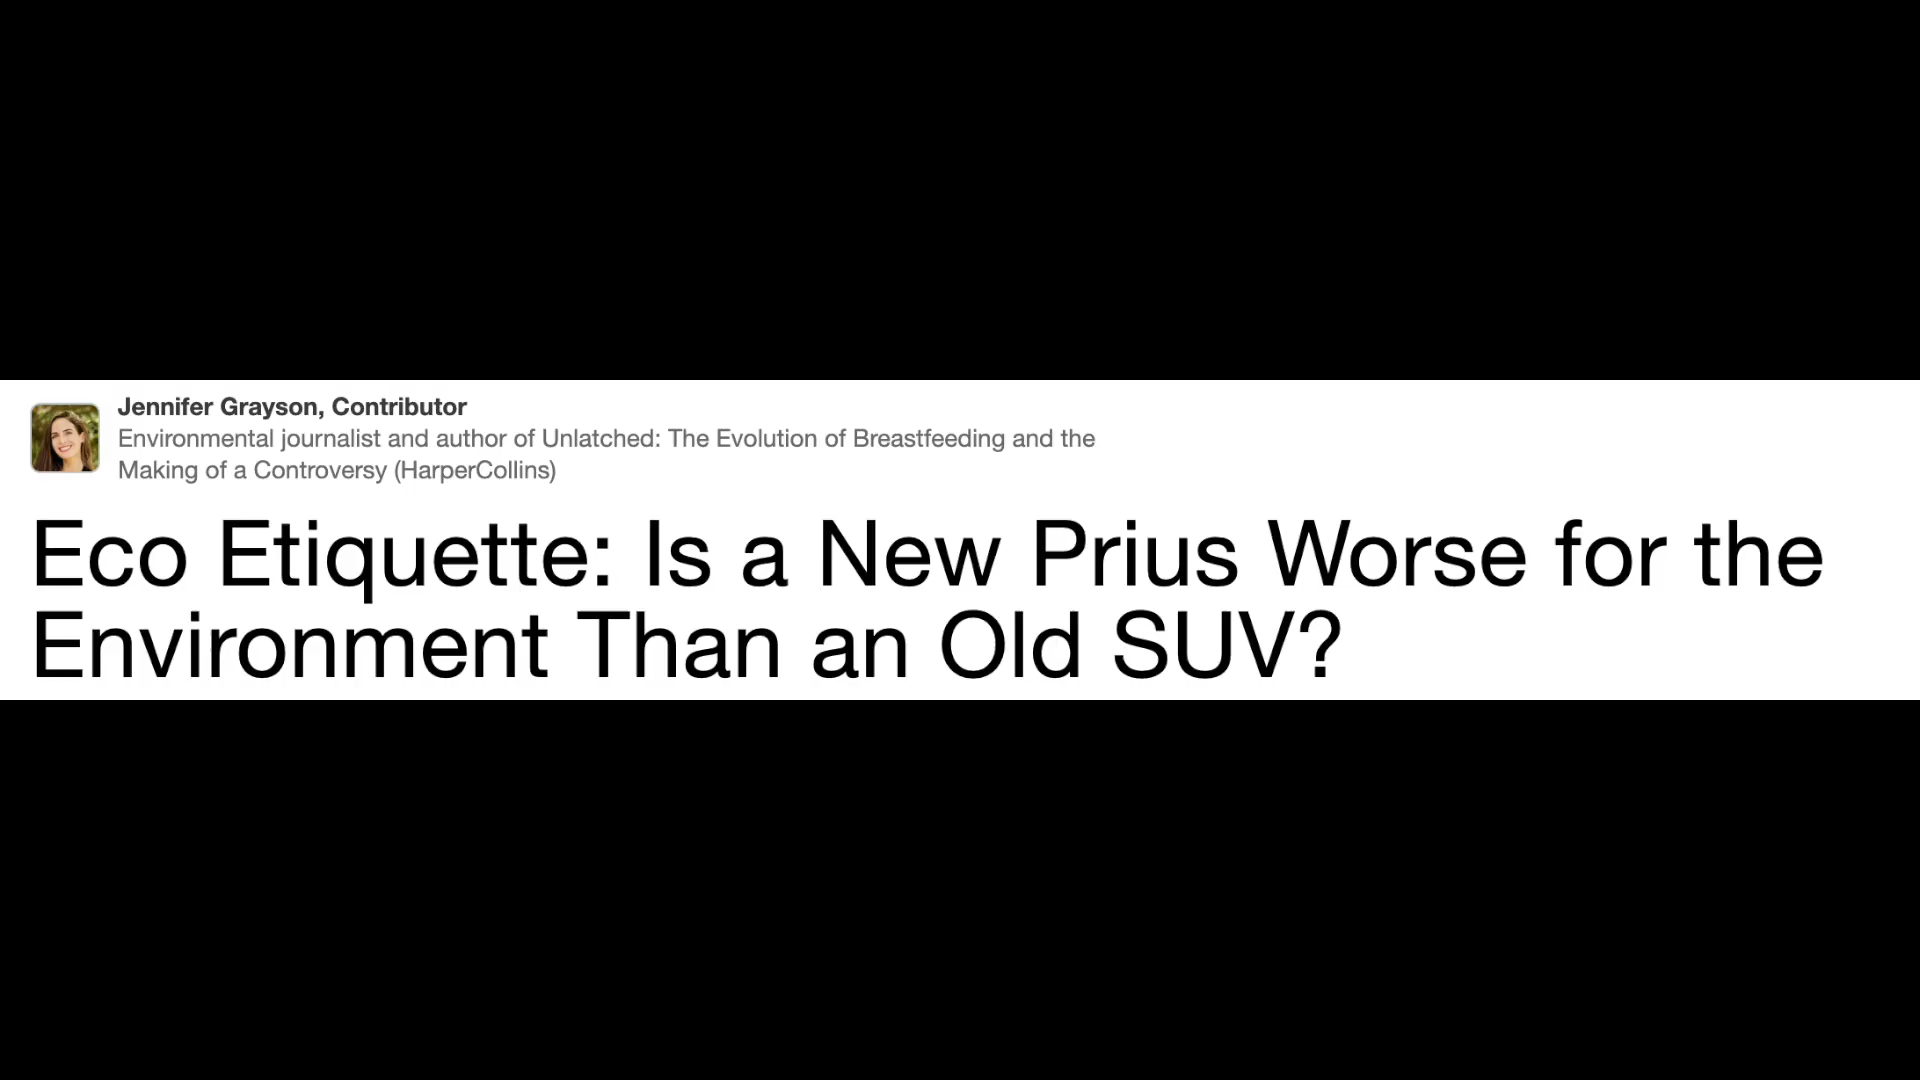 Jennifer Grayson, Contributor
Environmental journalist and author of Unlatched: The Evolution of Breastfeeding and the
Making of a Controversy (HarperCollins)
Eco Etiquette: Is a New Prius Worse for the
Environment Than an Old SUV?